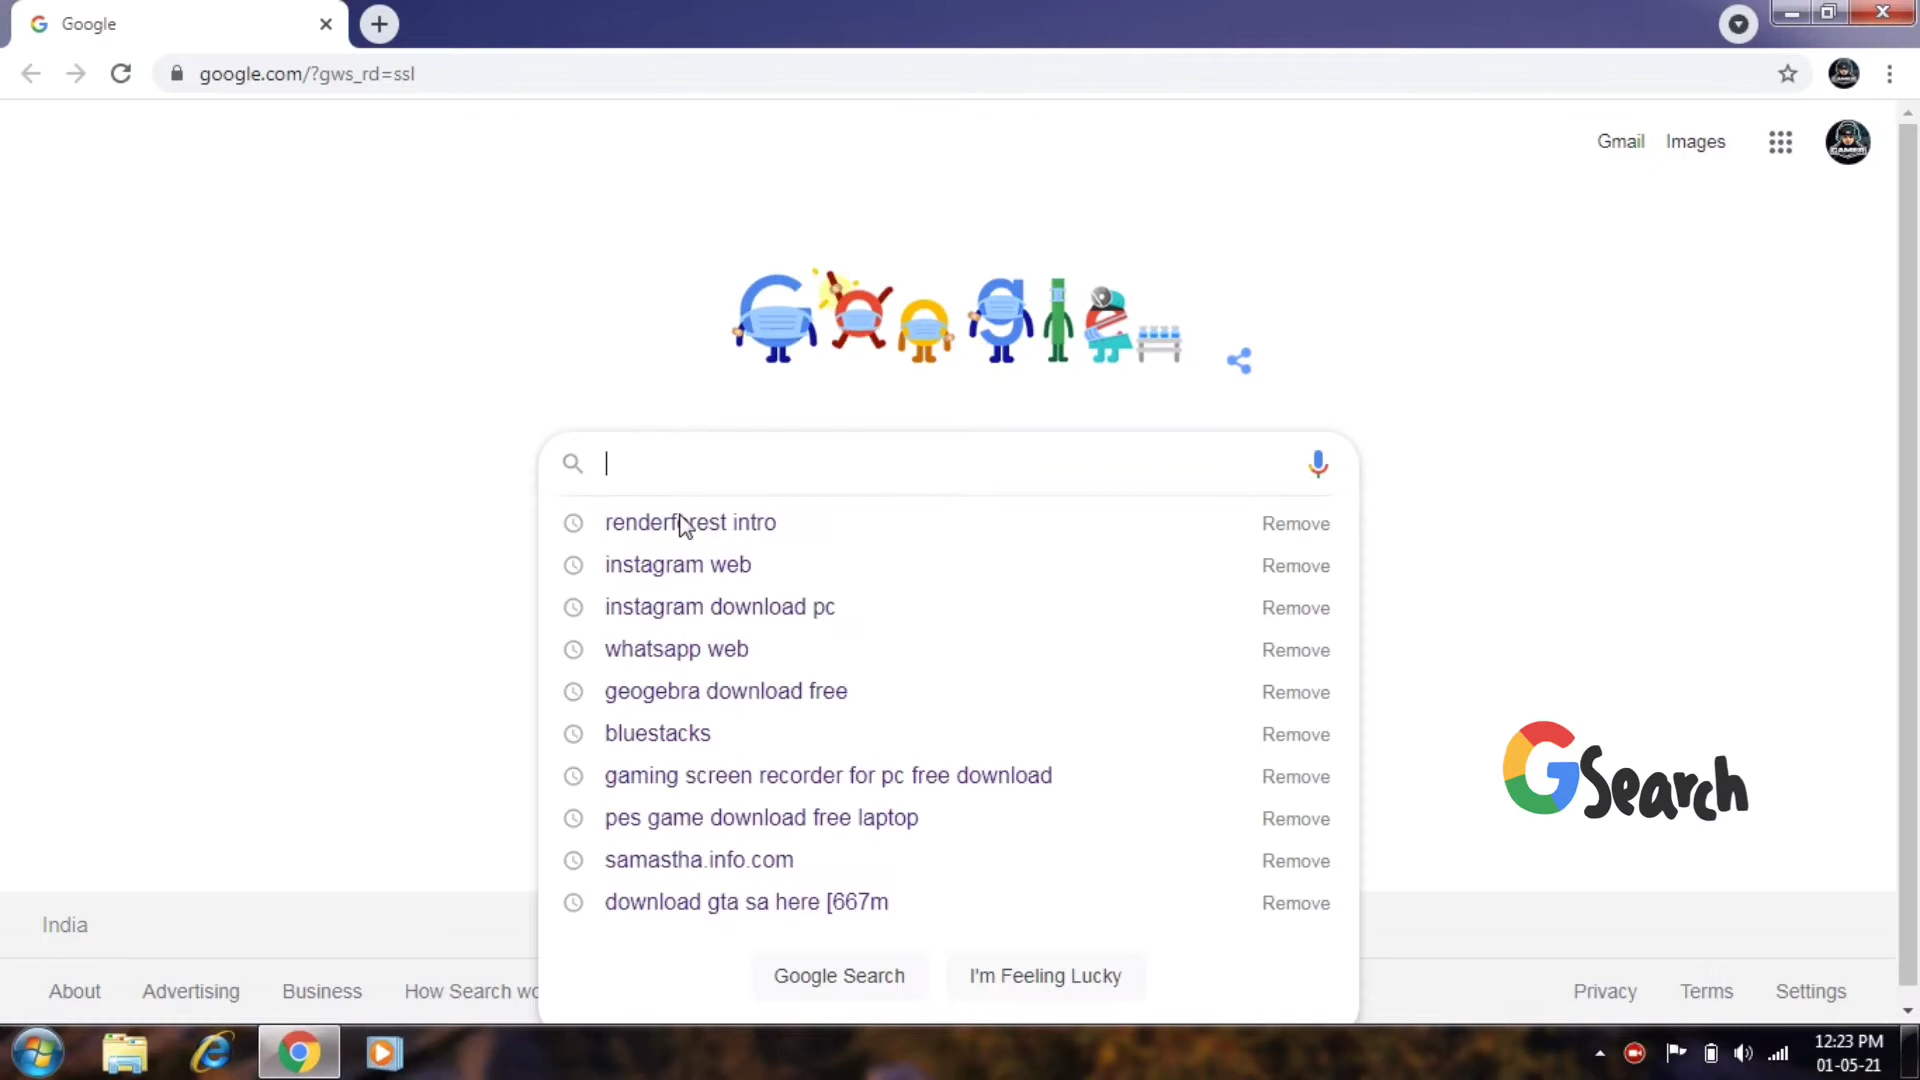 Google
google.com/?gws_rd=ssl
Gmail Images
GAMER
Google
renderforest intro Remove
instagram web Remove
instagram download pc Remove
whatsapp web Remove
geogebra download free Remove
bluestacks Remove
gaming screen recorder for pc free download Remove
pes game download free laptop Remove
samastha.info.com Remove
download gta sa here [667m Remove
GSearch
India
Google Search I'm Feeling Lucky
About Advertising Business How Search wo Privacy Terms Settings
12:23 PM
01-05-21